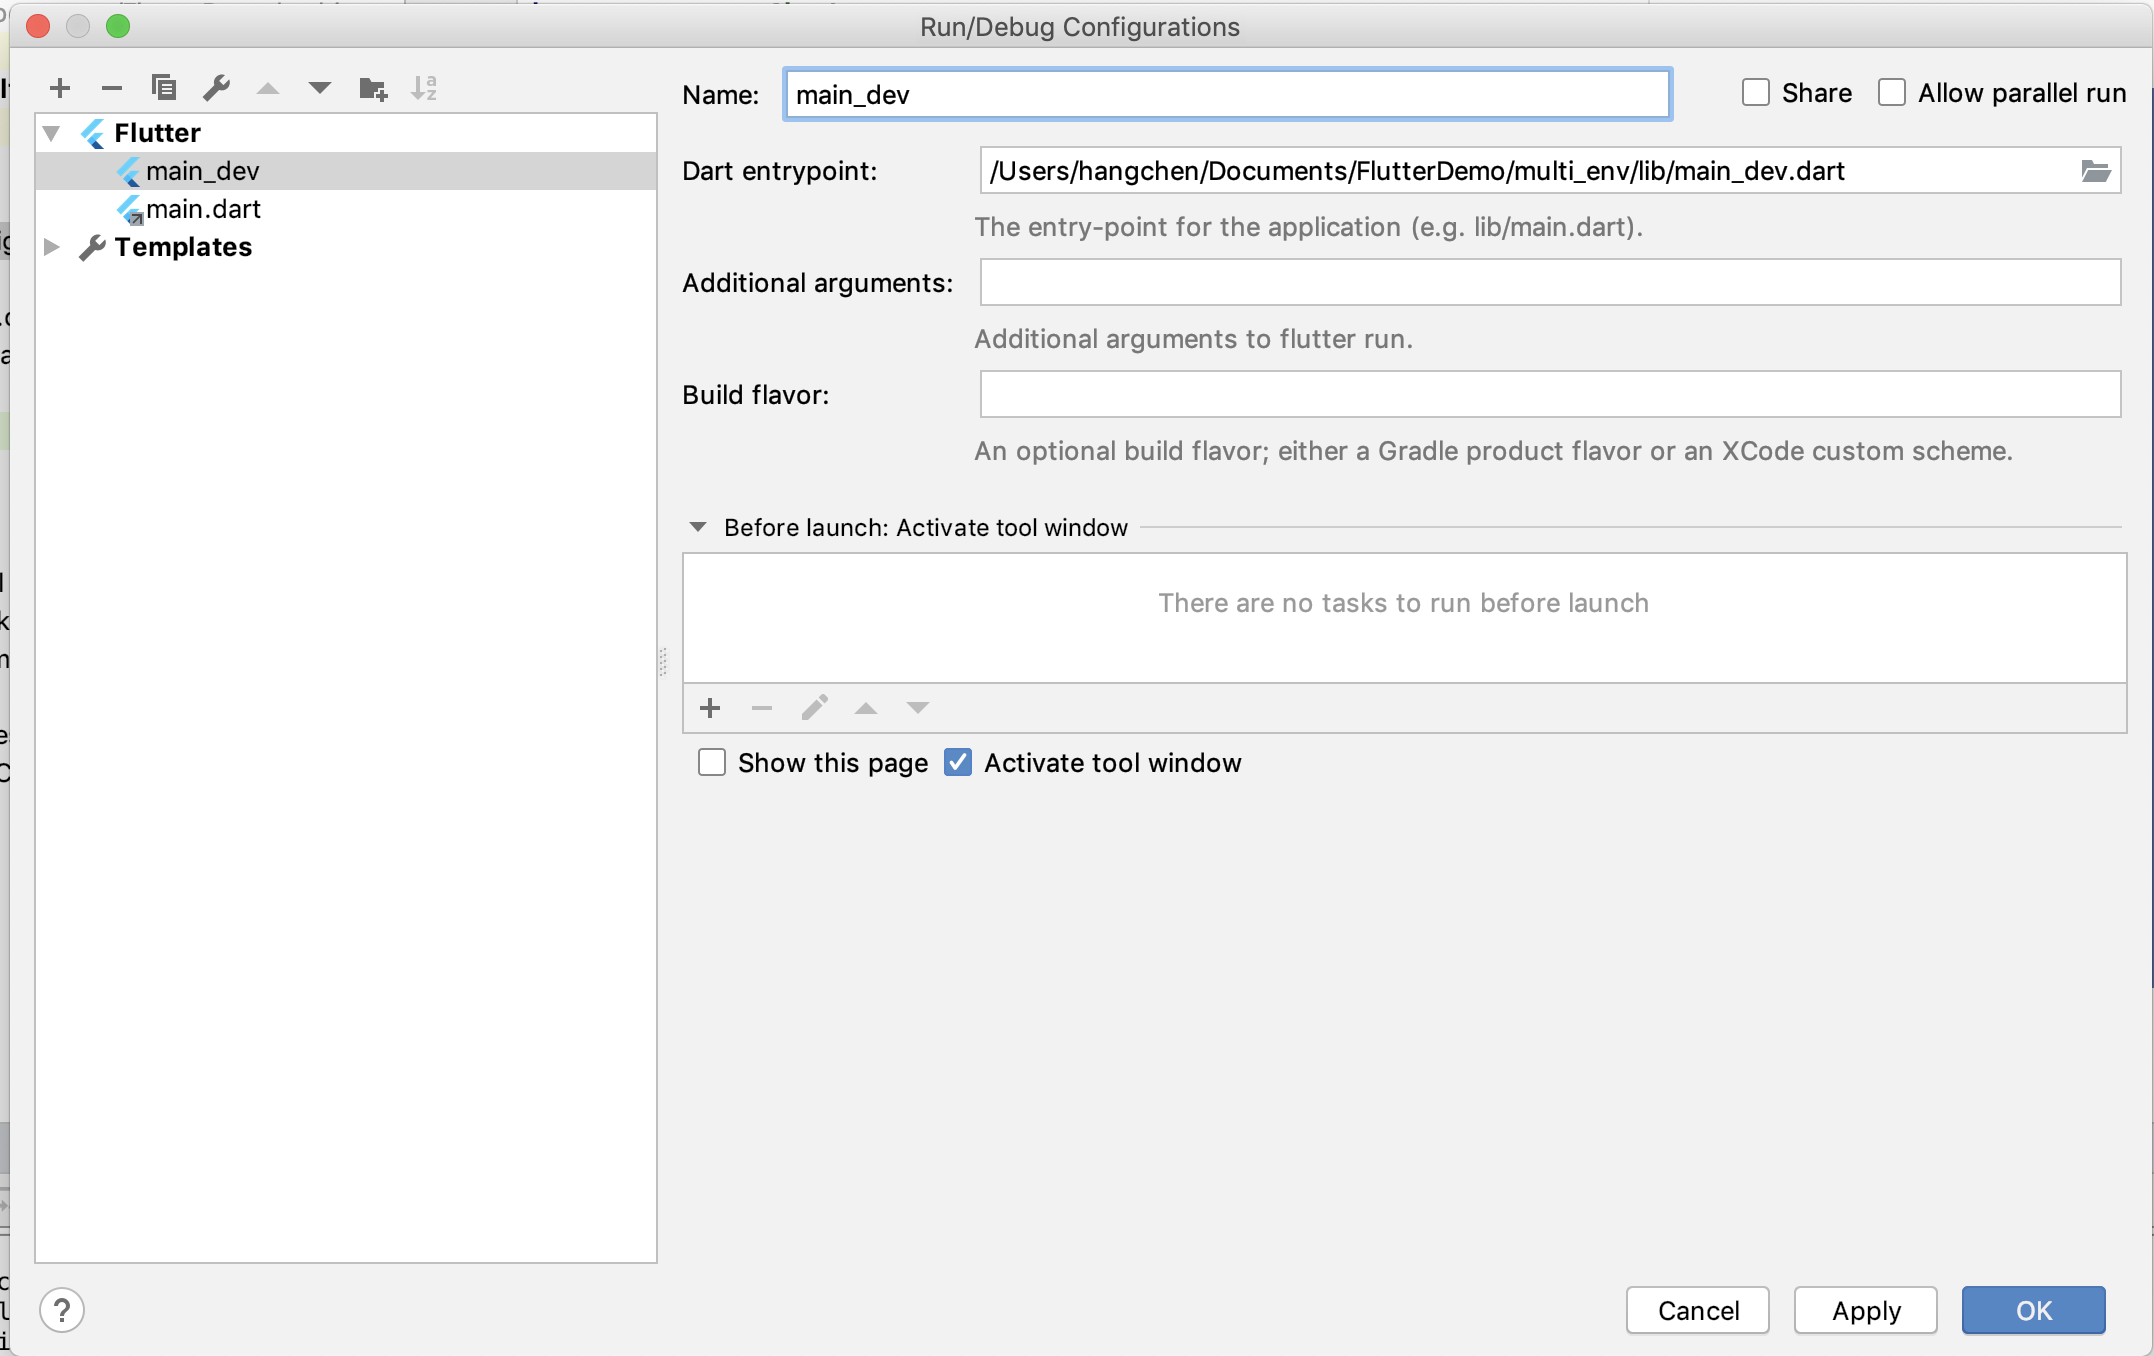 Run/Debug Configurations
Name: main_dev
Share
Allow parallel run
Flutter
main_dev
main.dart
Templates
Dart entrypoint: /Users/hangchen/Documents/FlutterDemo/multi_env/lib/main_dev.dart
The entry-point for the application (e.g. lib/main.dart).
Additional arguments:
Additional arguments to flutter run.
Build flavor:
An optional build flavor; either a Gradle product flavor or an XCode custom scheme.
Before launch: Activate tool window
There are no tasks to run before launch
Show this page
Activate tool window
?
Cancel
Apply
OK